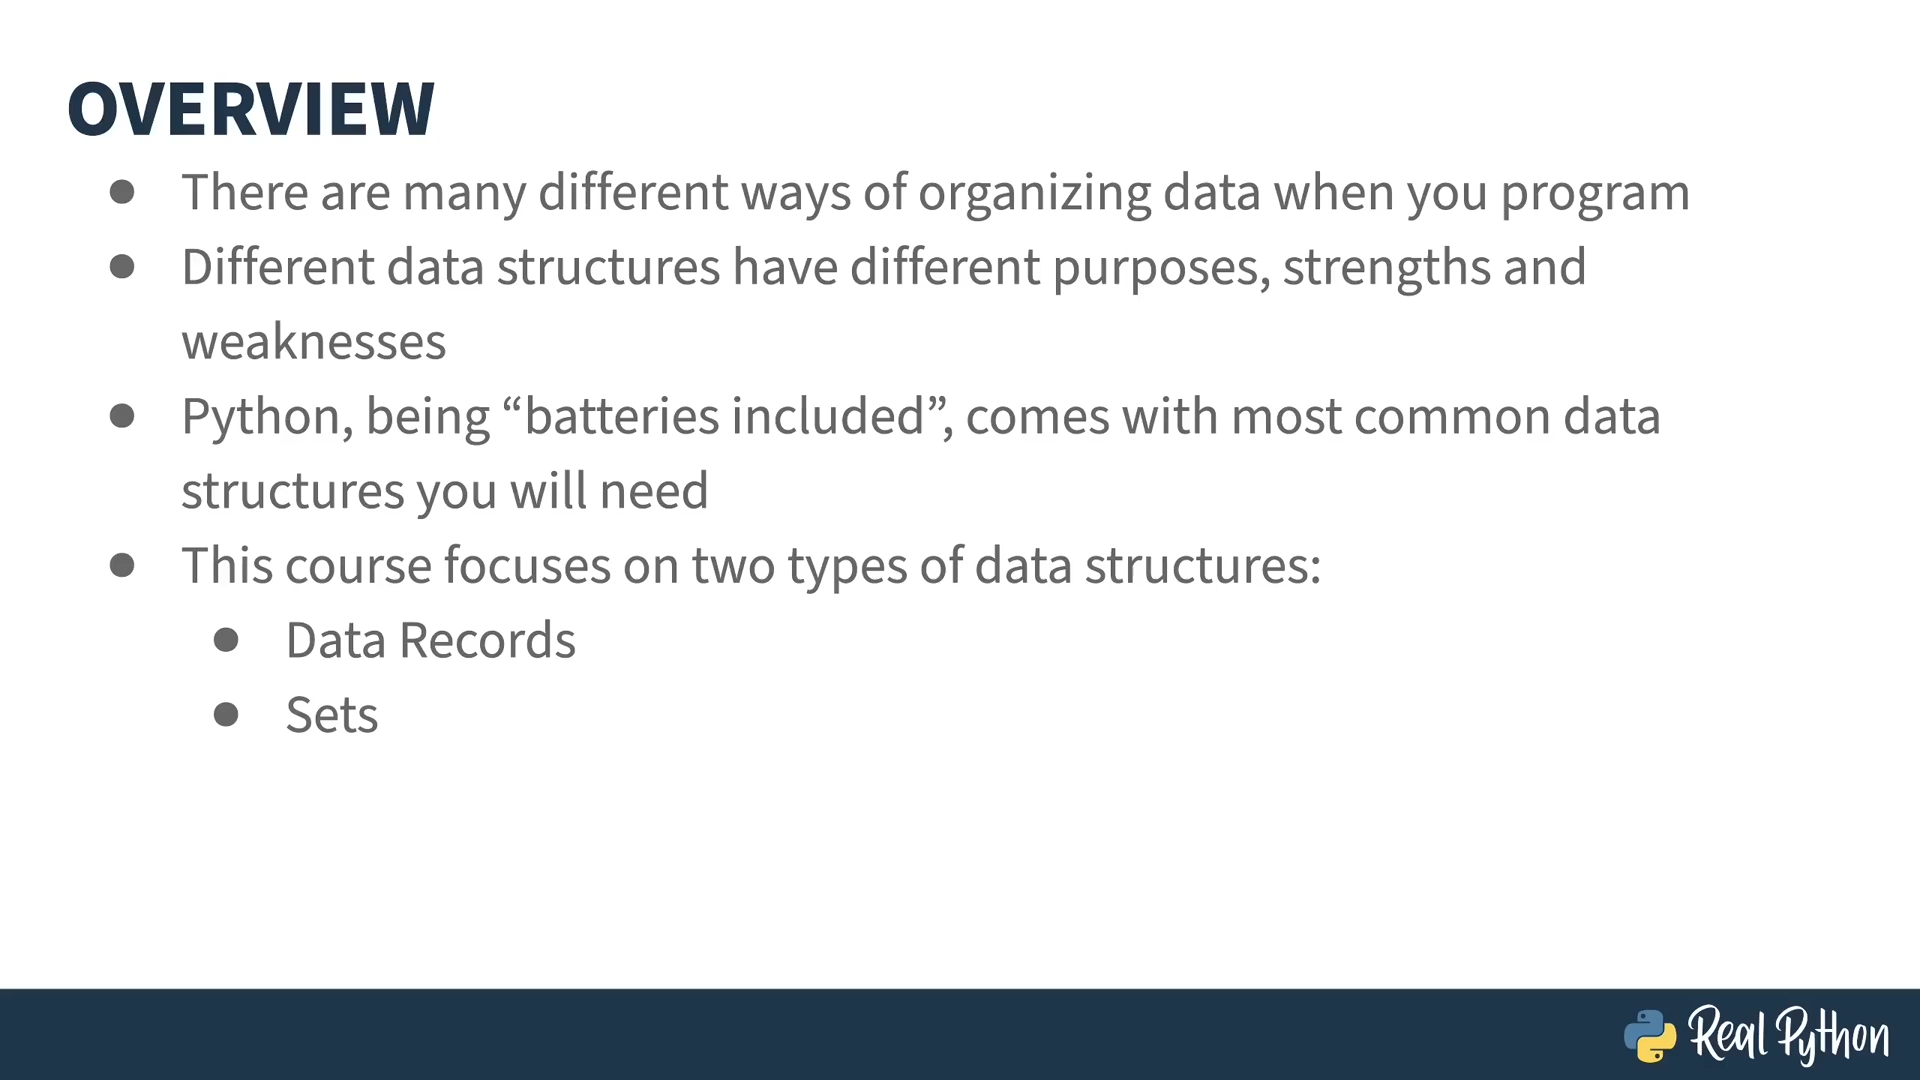 OVERVIEW
● There are many different ways of organizing data when you program
● Different data structures have different purposes, strengths and
weaknesses
● Python, being “batteries included”, comes with most common data
structures you will need
● This course focuses on two types of data structures:
● Data Records
● Sets
Real Python